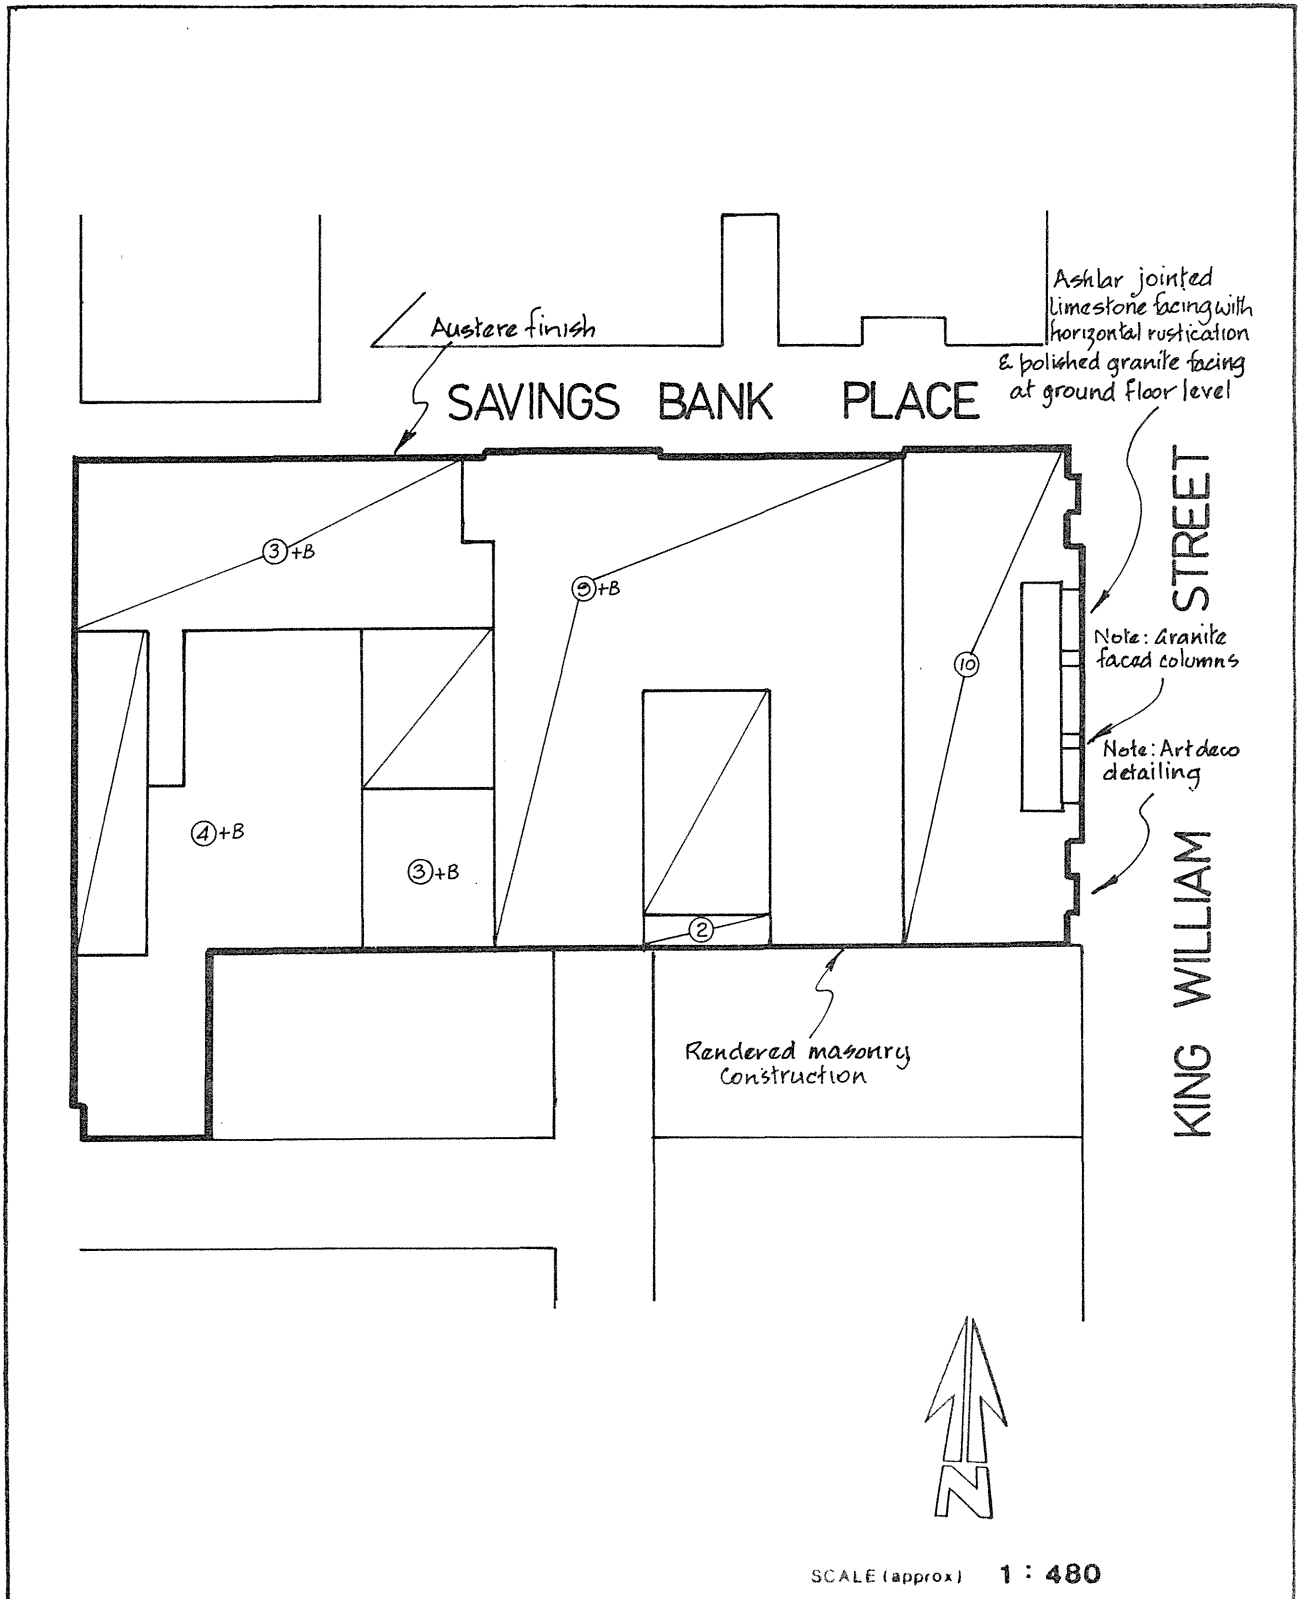 Ashlar jointed
limestone facing with
horizontal rustication
& polished granite facing
at ground floor level
Austere finish
SAVINGS BANK PLACE
KING WILLIAM STREET
3+B
9+B
10
Note: Granite
faced columns
Note: Art deco
detailing
4+B
3+B
2
Rendered masonry
Construction
N
SCALE (approx) 1 : 480